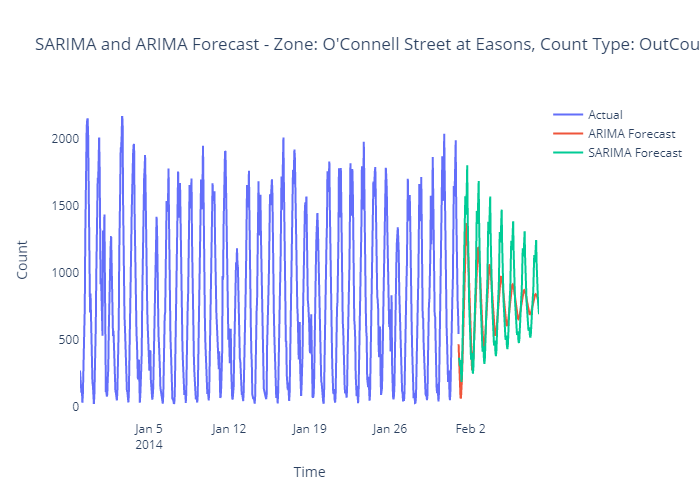 SARIMA and ARIMA Forecast - Zone: O'Connell Street at Easons, Count Type: OutCou
Actual
ARIMA Forecast
SARIMA Forecast
2000
1500
1000
500
0
Count
Jan 5
2014
Jan 12
Jan 19
Jan 26
Feb 2
Time